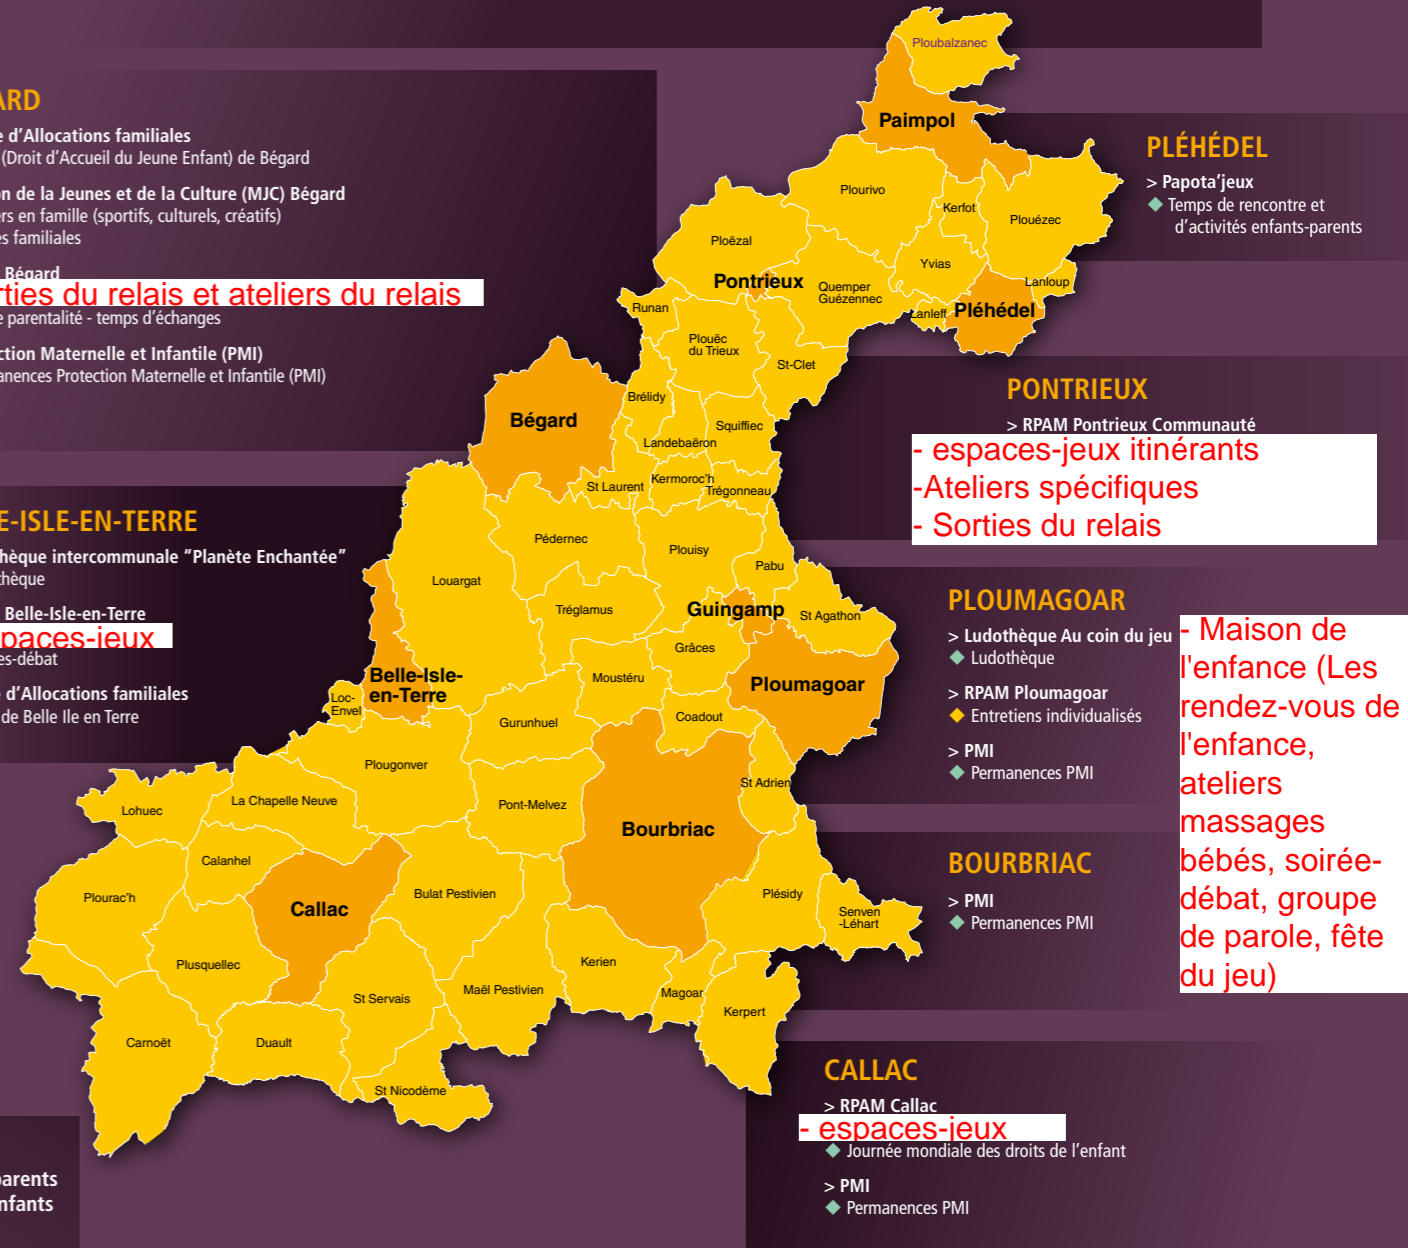 ARD
e d'Allocations familiales
(Droit d'Accueil du Jeune Enfant) de Bégard
on de la Jeunes et de la Culture (MJC) Bégard
ers en famille (sportifs, culturels, créatifs)
es familiales
Bégard
rties du relais et ateliers du relais
e parentalité - temps d'échanges
ction Maternelle et Infantile (PMI)
anences Protection Maternelle et Infantile (PMI)
E-ISLE-EN-TERRE
thèque intercommunale “Planète Enchantée”
thèque
Belle-Isle-en-Terre
paces-jeux
es-débat
e d'Allocations familiales
de Belle Ile en Terre
parents
nfants
Ploubalzanec
Paimpol
Plourivo
Kerfot
Plouézec
Ploëzal
Yvias
Pontrieux
Quemper
Guézennec
Lanloup
Runan
Lanleff
Pléhédel
Plouëc
du Trieux
St-Clet
Brélidy
Bégard
Squiffiec
Landebaëron
St Laurent
Kermoroc'h
Trégonneau
Pédernec
Plouisy
Pabu
Louargat
Tréglamus
Guingamp
St Agathon
Grâces
Belle-Isle-
en-Terre
Moustéru
Ploumagoar
Loc-
Envel
Gurunhuel
Coadout
Plougonver
St Adrien
Lohuec
La Chapelle Neuve
Pont-Melvez
Bourbriac
Calanhel
Plourac'h
Callac
Bulat Pestivien
Plésidy
Senven
-Léhart
Plusquellec
Kerien
St Servais
Maël Pestivien
Magoar
Kerpert
Carnoët
Duault
St Nicodème
PLÉHÉDEL
> Papota'jeux
Temps de rencontre et
d'activités enfants-parents
PONTRIEUX
> RPAM Pontrieux Communauté
- espaces-jeux itinérants
-Ateliers spécifiques
- Sorties du relais
PLOUMAGOAR
> Ludothèque Au coin du jeu
Ludothèque
> RPAM Ploumagoar
Entretiens individualisés
> PMI
Permanences PMI
- Maison de
l'enfance (Les
rendez-vous de
l'enfance,
ateliers
massages
bébés, soirée-
débat, groupe
de parole, fête
du jeu)
BOURBRIAC
> PMI
Permanences PMI
CALLAC
> RPAM Callac
- espaces-jeux
Journée mondiale des droits de l'enfant
> PMI
Permanences PMI